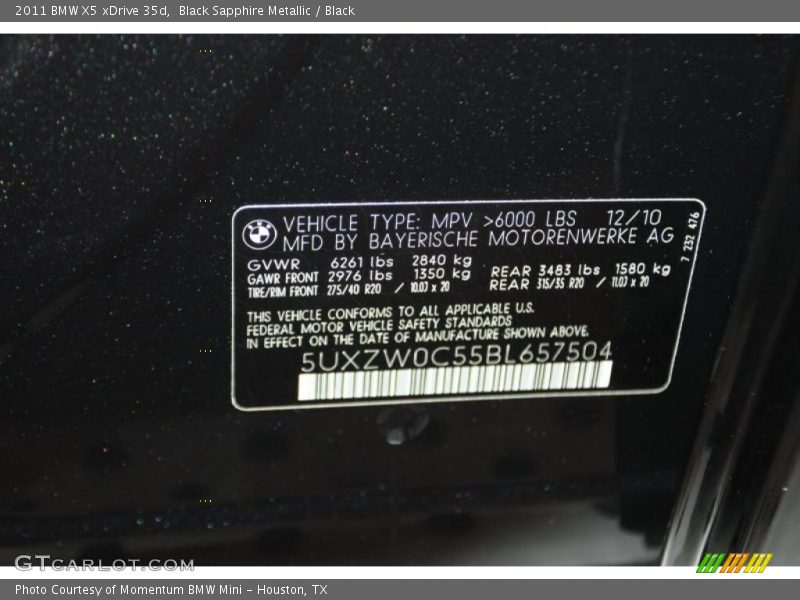 2011 BMW X5 xDrive 35d, Black Sapphire Metallic / Black
VEHICLE TYPE: MPV >6000 LBS 12/10
MFD BY BAYERISCHE MOTORENWERKE AG
7 232 476
GVWR 6261 lbs 2840 kg
GAWR FRONT 2976 lbs 1350 kg REAR 3483 lbs 1580 kg
TIRE/RIM FRONT 275/40 R20 / 10.0J x 20 REAR 315/35 R20 / 11.0J x 20
THIS VEHICLE CONFORMS TO ALL APPLICABLE U.S.
FEDERAL MOTOR VEHICLE SAFETY STANDARDS
IN EFFECT ON THE DATE OF MANUFACTURE SHOWN ABOVE.
5UXZW0C55BL657504
GTCARLOT.COM
Photo Courtesy of Momentum BMW Mini - Houston, TX